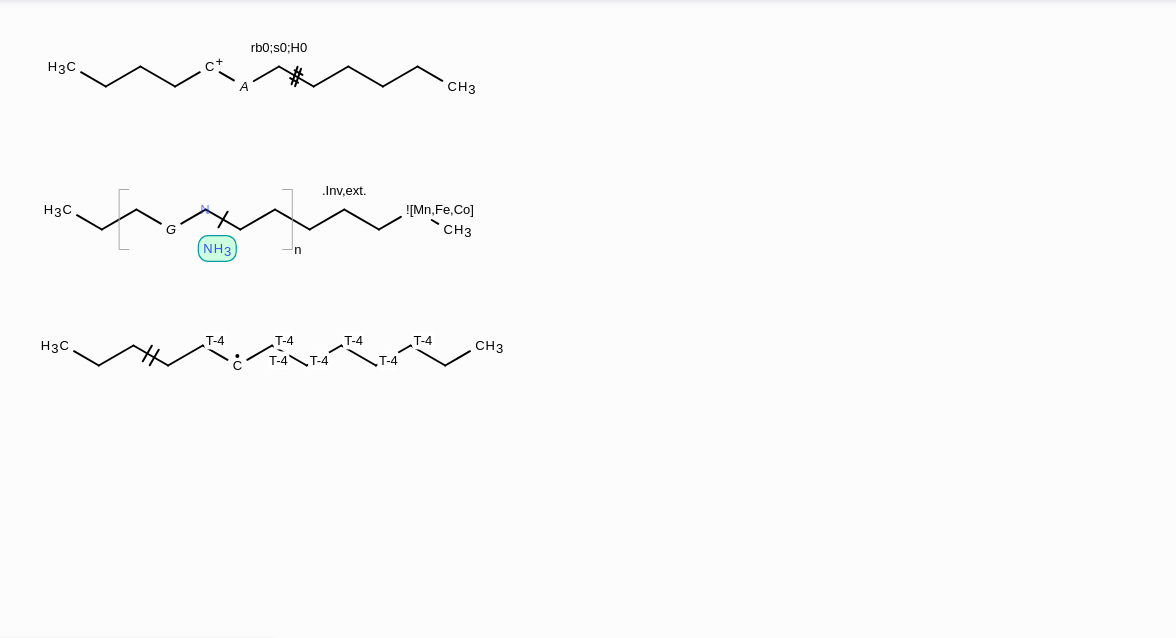 rb0;s0;H0
H3C C+ A CH3
.Inv,ext.
H3C G N ![Mn,Fe,Co]
CH3
NH3 n
T-4 T-4 T-4 T-4
H3C C T-4 T-4 T-4 CH3